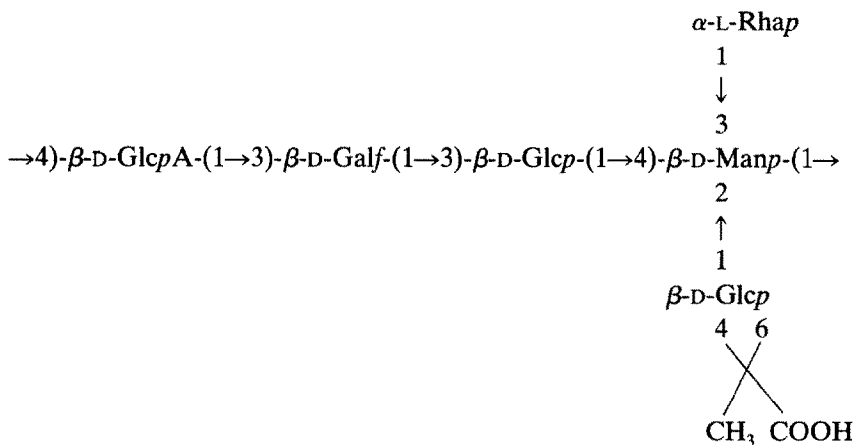 α-L-Rhap
1
↓
3
→4)-β-D-GlcpA-(1→3)-β-D-Galf-(1→3)-β-D-Glcp-(1→4)-β-D-Manp-(1→
2
↑
1
β-D-Glcp
4 6
CH₃ COOH